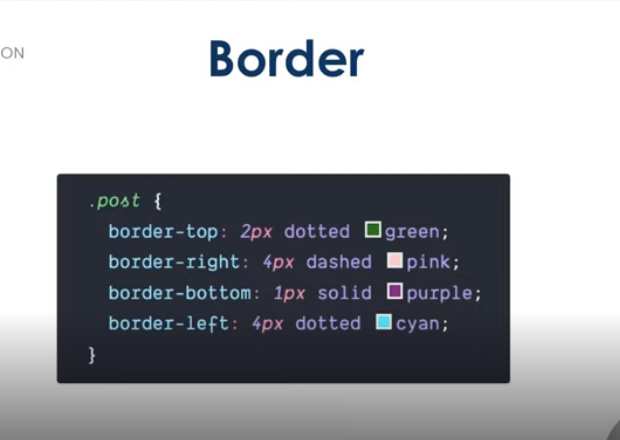 ON
Border
.post {
border-top: 2px dotted green;
border-right: 4px dashed pink;
border-bottom: 1px solid purple;
border-left: 4px dotted cyan;
}